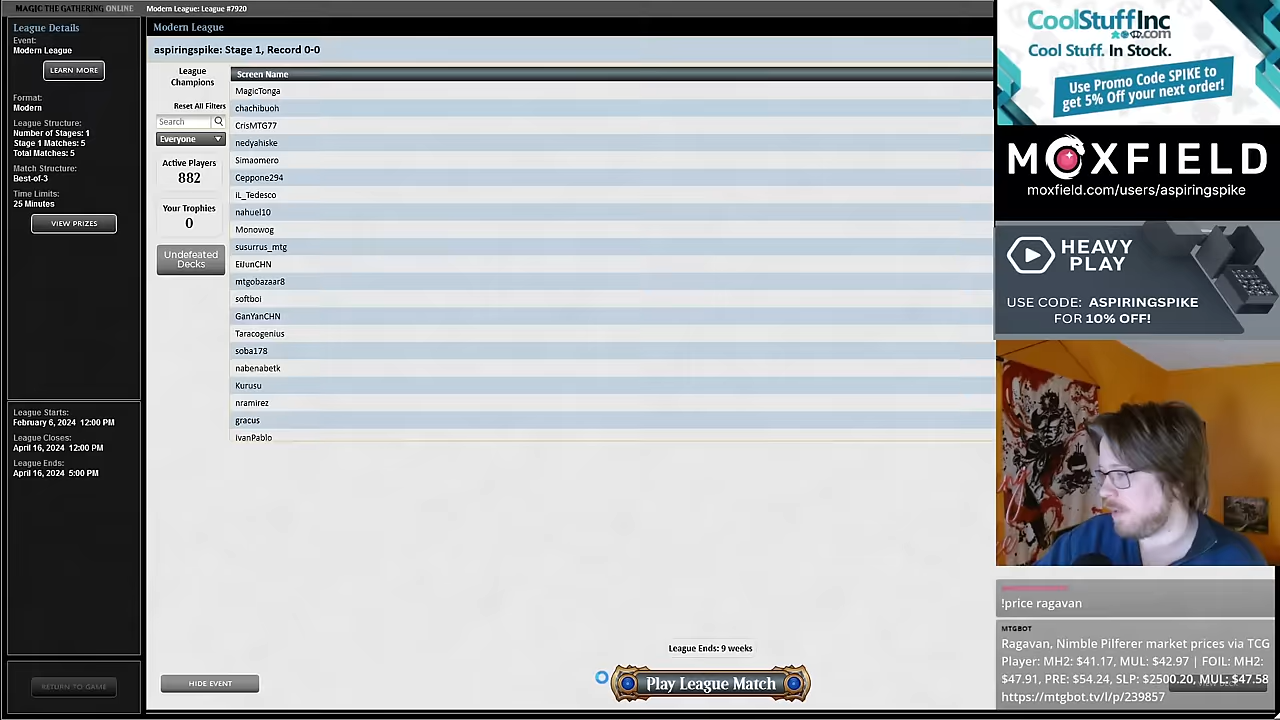 MAGIC THE GATHERING ONLINE
Modern League: League #7920
League Details
Event:
Modern League
LEARN MORE
Format:
Modern
League Structure:
Number of Stages: 1
Stage 1 Matches: 5
Total Matches: 5
Match Structure:
Best-of-3
Time Limits:
25 Minutes
VIEW PRIZES
League Starts:
February 6, 2024 12:00 PM
League Closes:
April 16, 2024 12:00 PM
League Ends:
April 16, 2024 5:00 PM
RETURN TO GAME
Modern League
aspiringspike: Stage 1, Record 0-0
League
Champions
Reset All Filters
Search
Everyone
Active Players
882
Your Trophies
0
Undefeated
Decks
Screen Name
MagicTonga
chachibuoh
CrisMTG77
nedyahiske
Simaomero
Ceppone294
iL_Tedesco
nahuel10
Monowog
susurrus_mtg
EiJunCHN
mtgobazaar8
softboi
GanYanCHN
Taracogenius
soba178
nabenabetk
Kurusu
nramirez
gracus
IvanPablo
League Ends: 9 weeks
HIDE EVENT
Play League Match
CoolStuffInc
.com
Cool Stuff. In Stock.
Use Promo Code SPIKE to
get 5% Off your next order!
MOXFIELD
moxfield.com/users/aspiringspike
HEAVY
PLAY
USE CODE: ASPIRINGSPIKE
FOR 10% OFF!
!price ragavan
MTGBOT
Ragavan, Nimble Pilferer market prices via TCG
Player: MH2: $41.17, MUL: $42.97 | FOIL: MH2:
$47.91, PRE: $54.24, SLP: $2500.20, MUL: $47.58
https://mtgbot.tv/l/p/239857